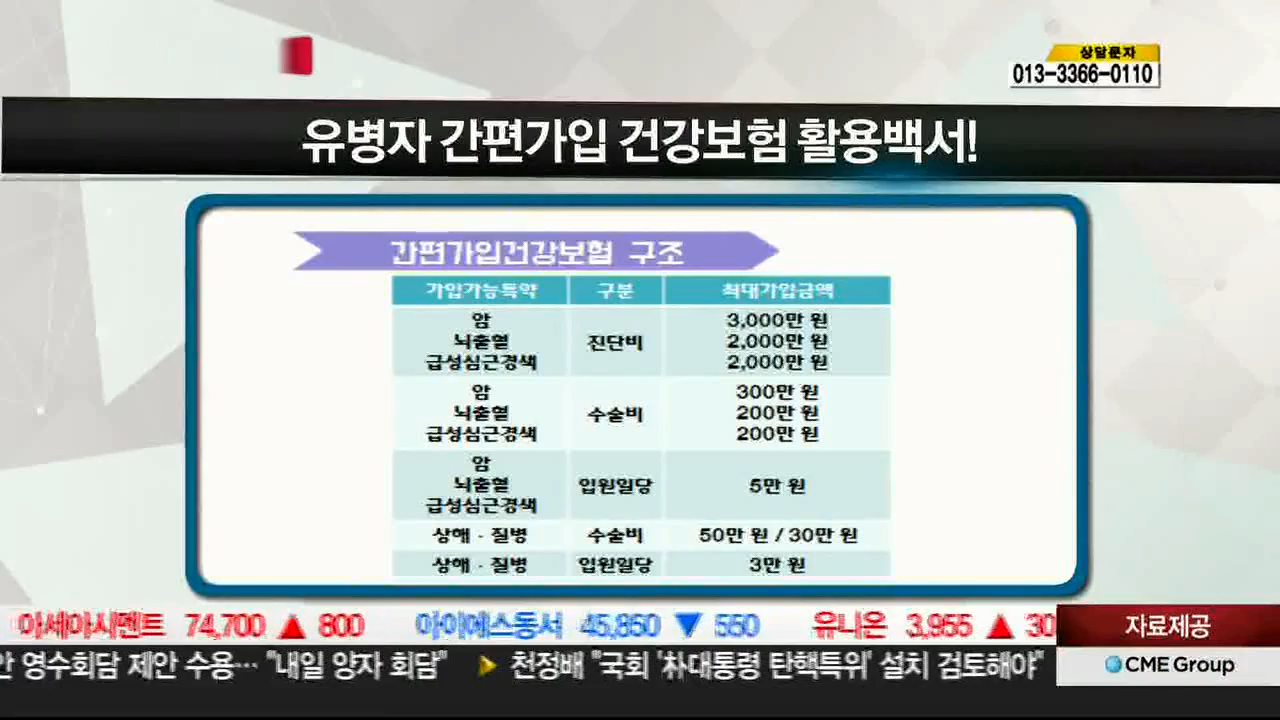 상담문자
013-3366-0110
유병자 간편가입 건강보험 활용백서!
간편가입건강보험 구조
가입가능특약 구분 최대가입금액
암 3,000만 원
뇌출혈 진단비 2,000만 원
급성심근경색 2,000만 원
암 300만 원
뇌출혈 수술비 200만 원
급성심근경색 200만 원
암
뇌출혈 입원일당 5만 원
급성심근경색
상해 · 질병 수술비 50만 원 / 30만 원
상해 · 질병 입원일당 3만 원
아세아시멘트 74,700 ▲ 800 아이에스동서 45,850 ▼ 550 유니온 3,955 ▲ 30
자료제공
안 영수회담 제안 수용… "내일 양자 회담" ▶ 천정배 "국회 '朴대통령 탄핵특위' 설치 검토해야"
CME Group